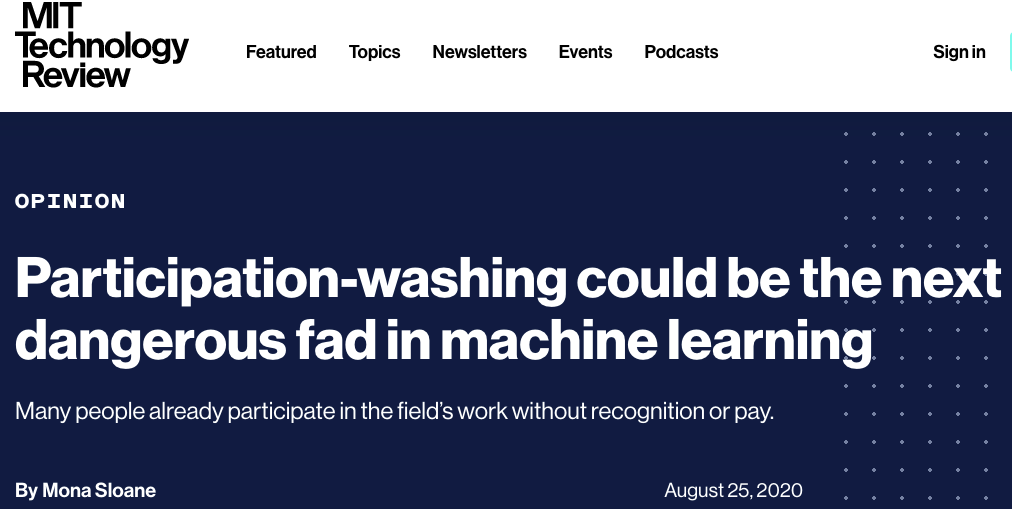 MIT
Technology
Review
Featured Topics Newsletters Events Podcasts Sign in
OPINION
Participation-washing could be the next
dangerous fad in machine learning
Many people already participate in the field’s work without recognition or pay.
By Mona Sloane August 25, 2020